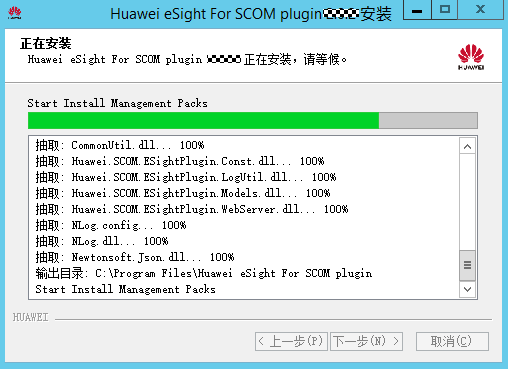 Huawei eSight For SCOM plugin 安装
正在安装
Huawei eSight For SCOM plugin 正在安装，请等候。
HUAWEI
Start Install Management Packs
抽取: CommonUtil.dll... 100%
抽取: Huawei.SCOM.ESightPlugin.Const.dll... 100%
抽取: Huawei.SCOM.ESightPlugin.LogUtil.dll... 100%
抽取: Huawei.SCOM.ESightPlugin.Models.dll... 100%
抽取: Huawei.SCOM.ESightPlugin.WebServer.dll... 100%
抽取: NLog.config... 100%
抽取: NLog.dll... 100%
抽取: Newtonsoft.Json.dll... 100%
输出目录: C:\Program Files\Huawei eSight For SCOM plugin
Start Install Management Packs
HUAWEI
< 上一步(P) 下一步(N) > 取消(C)